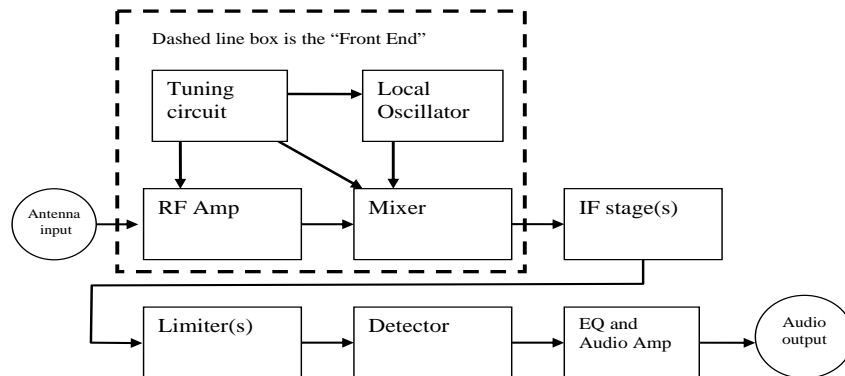 Dashed line box is the “Front End”
Tuning
circuit
Local
Oscillator
Antenna
input
RF Amp
Mixer
IF stage(s)
Limiter(s)
Detector
EQ and
Audio Amp
Audio
output